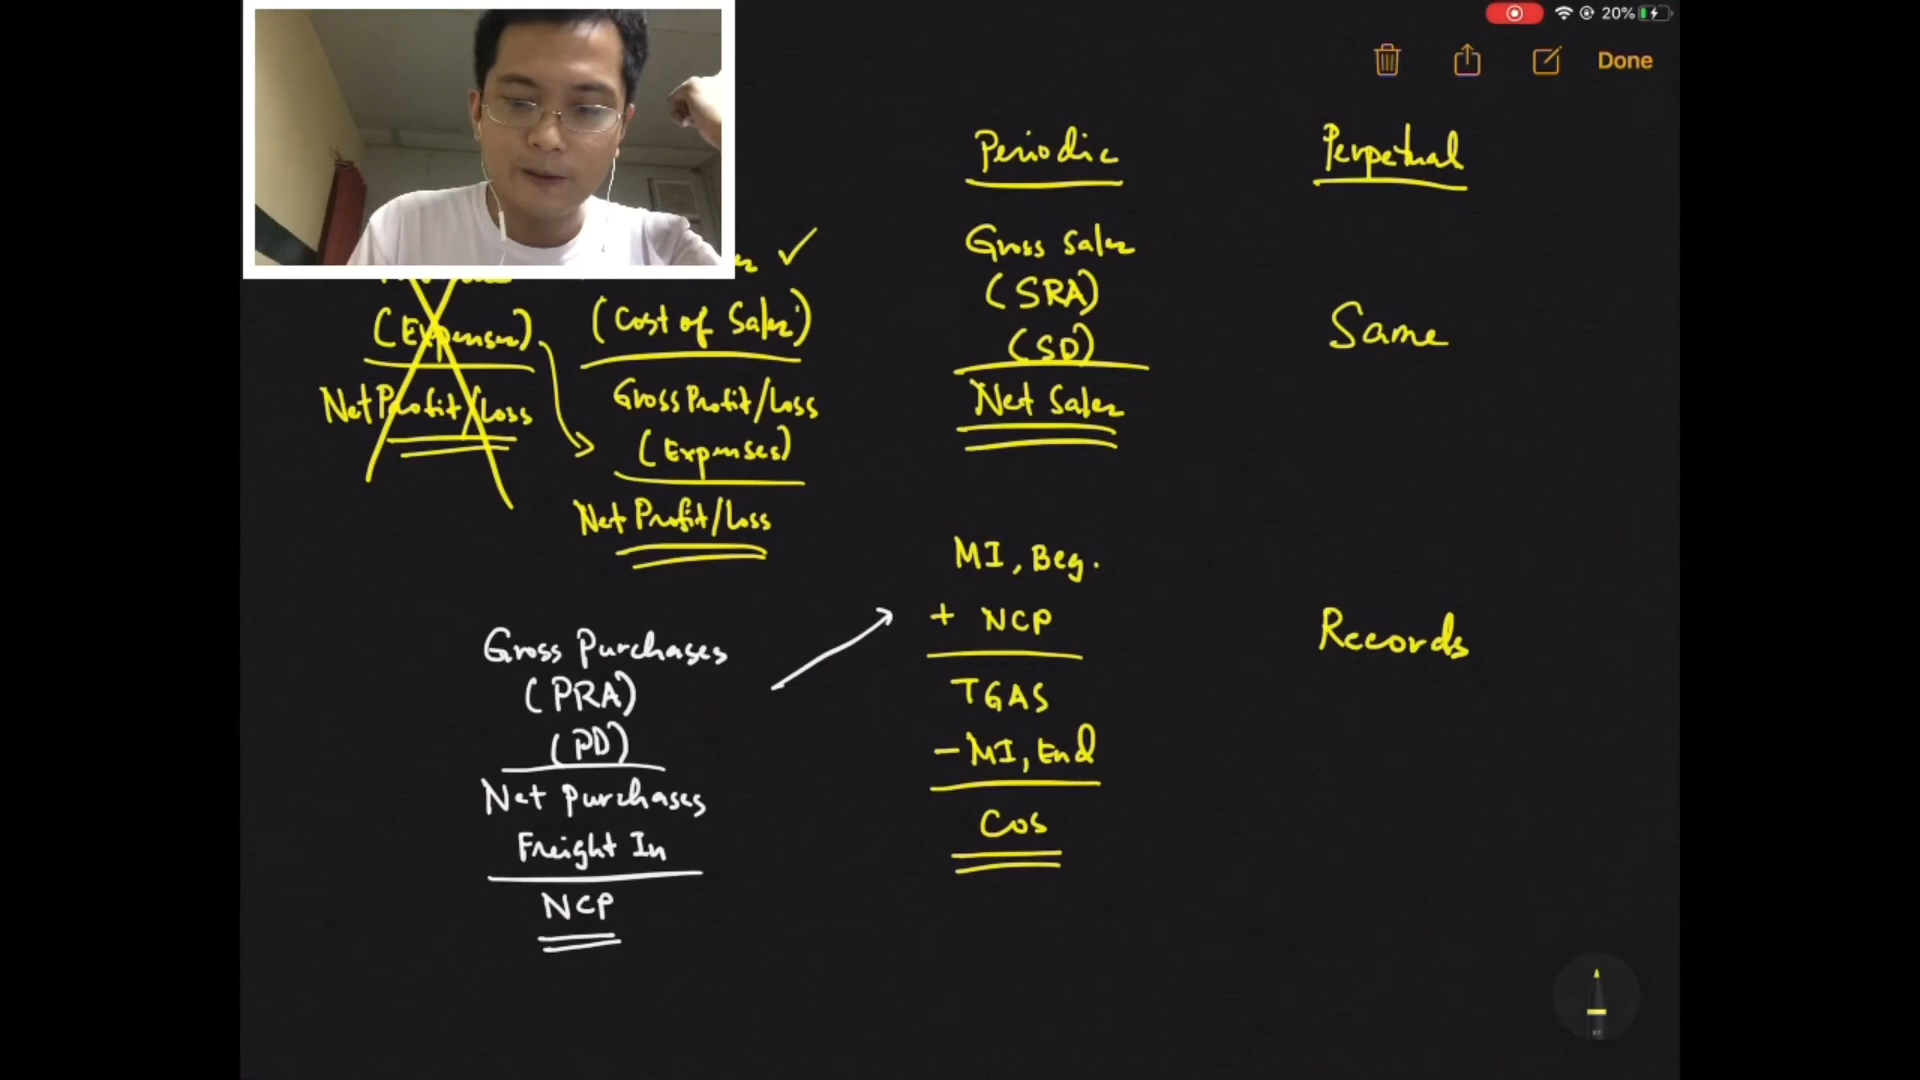 20%
Done
Periodic
Perpetual
(Expenses)
Net Profit/Loss
(Cost of Sales)
Gross Profit/Loss
(Expenses)
Net Profit/Loss
Gross Sales
(SRA)
(SD)
Net Sales
Same
Gross Purchases
(PRA)
(PD)
Net Purchases
Freight In
NCP
MI, Beg.
+ NCP
TGAS
- MI, End
COS
Records